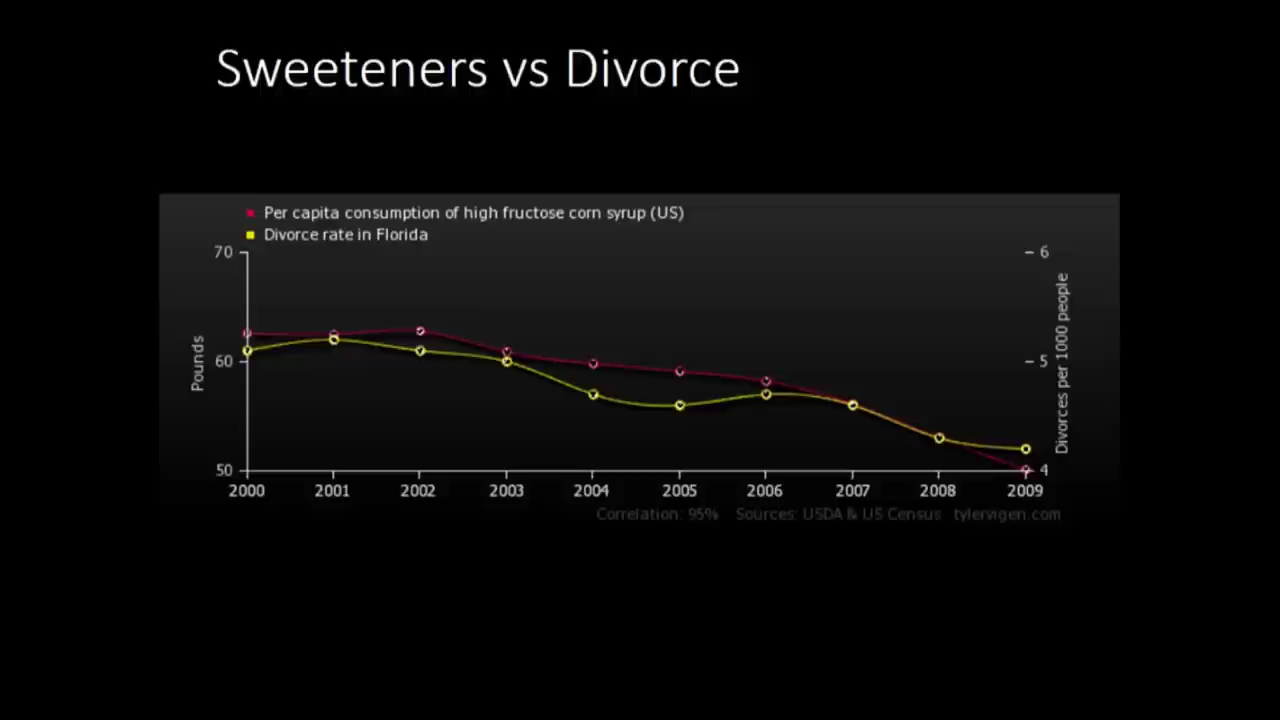 Sweeteners vs Divorce
Per capita consumption of high fructose corn syrup (US)
Divorce rate in Florida
70
60
50
Pounds
6
5
4
Divorces per 1000 people
2000 2001 2002 2003 2004 2005 2006 2007 2008 2009
Correlation: 95% Sources: USDA & US Census tylervigen.com